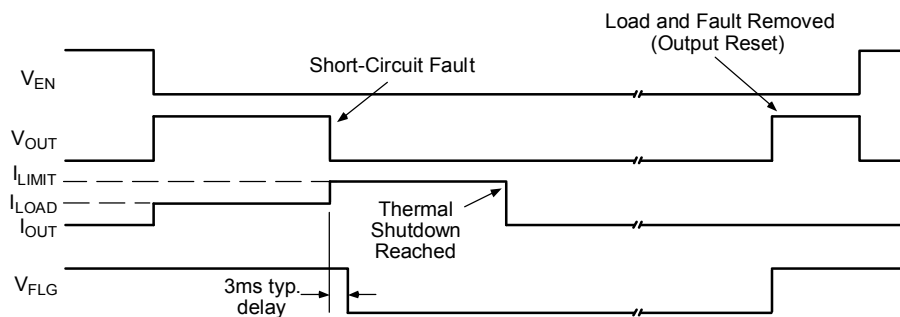 Load and Fault Removed
(Output Reset)
VEN
Short-Circuit Fault
VOUT
ILIMIT
ILOAD
IOUT
Thermal
Shutdown
Reached
VFLG
3ms typ.
delay